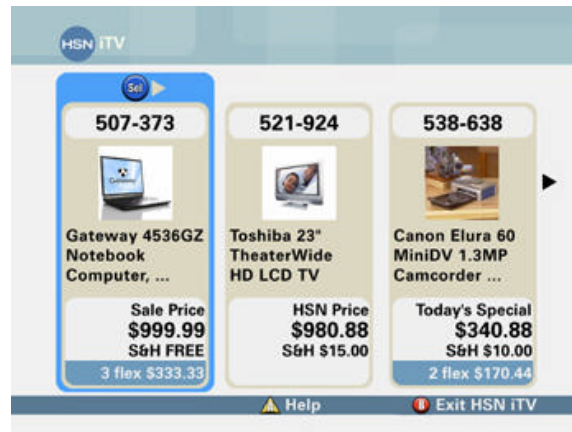 HSN iTV
Sel
507-373
Gateway 4536GZ
Notebook
Computer, ...
Sale Price
$999.99
S&H FREE
3 flex $333.33
521-924
Toshiba 23"
TheaterWide
HD LCD TV
HSN Price
$980.88
S&H $15.00
538-638
Canon Elura 60
MiniDV 1.3MP
Camcorder ...
Today's Special
$340.88
S&H $10.00
2 flex $170.44
Help
B Exit HSN iTV